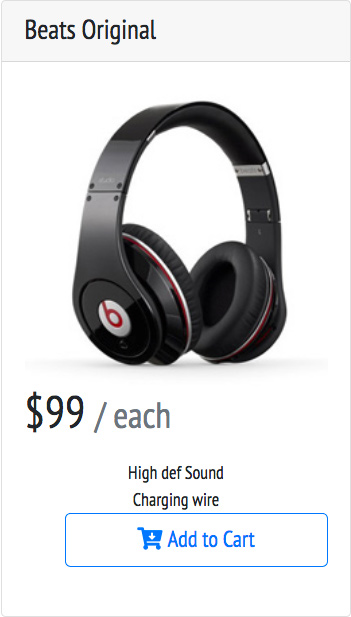 Beats Original
b
$99 / each
High def Sound
Charging wire
Add to Cart